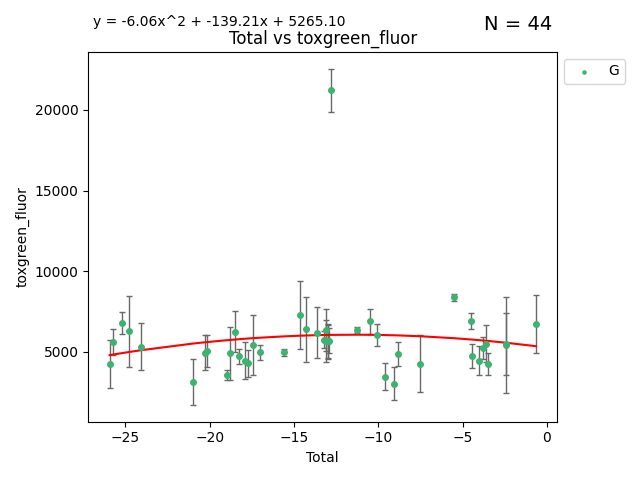 y = -6.06x^2 + -139.21x + 5265.10
N = 44
Total vs toxgreen_fluor
G
toxgreen_fluor
20000
15000
10000
5000
−25
−20
−15
−10
−5
0
Total